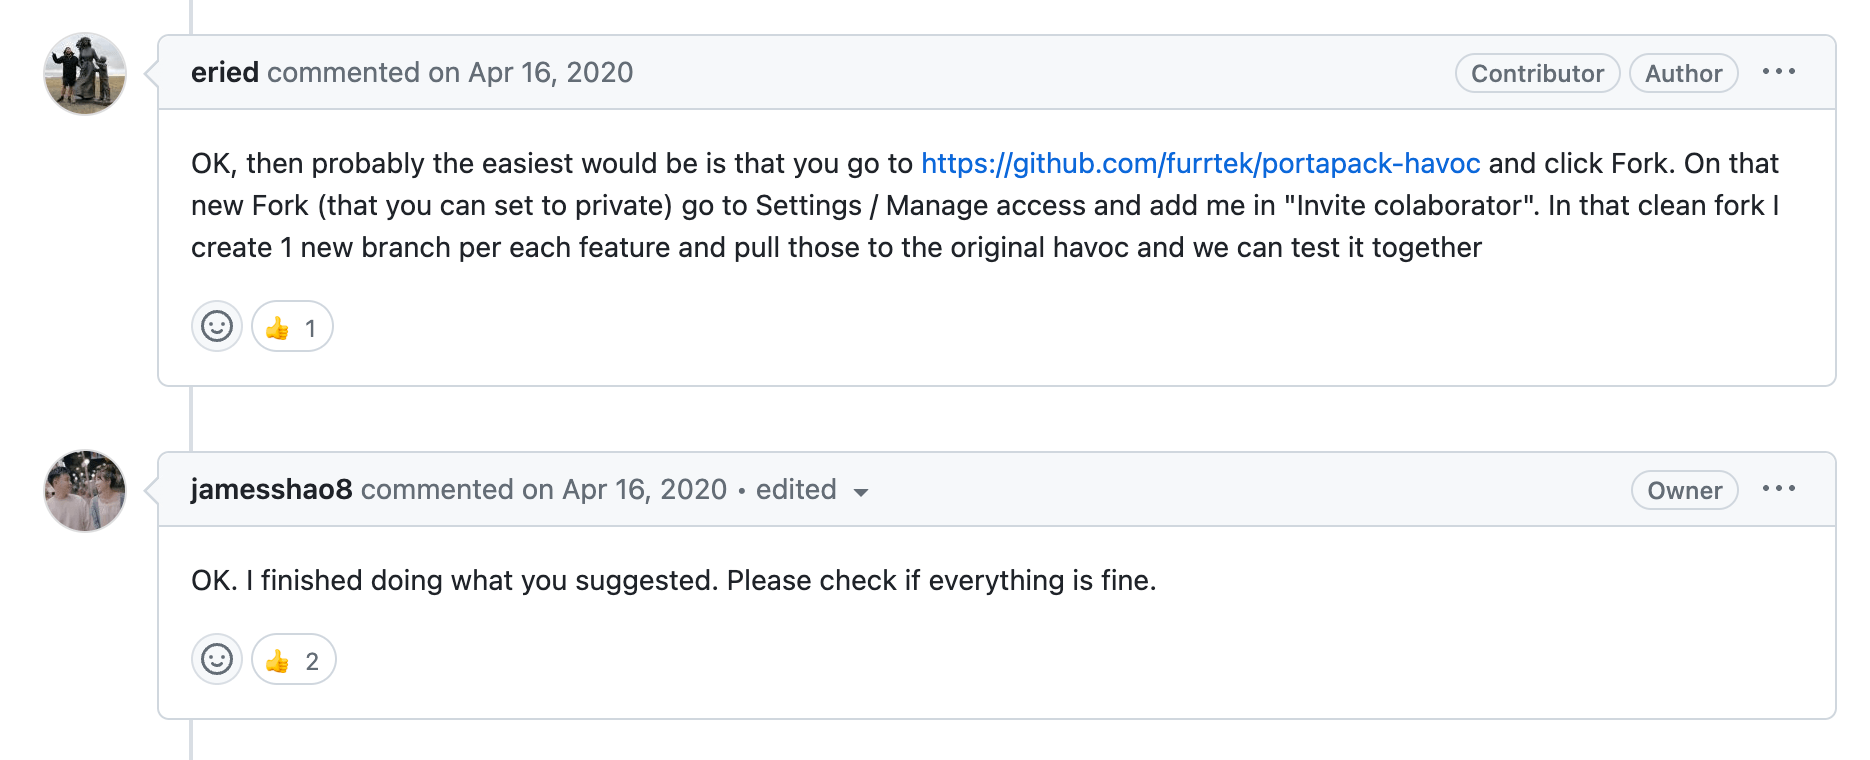 eried commented on Apr 16, 2020
Contributor
Author
OK, then probably the easiest would be is that you go to https://github.com/furrtek/portapack-havoc and click Fork. On that
new Fork (that you can set to private) go to Settings / Manage access and add me in "Invite colaborator". In that clean fork I
create 1 new branch per each feature and pull those to the original havoc and we can test it together
👍 1
jamesshao8 commented on Apr 16, 2020 • edited
Owner
OK. I finished doing what you suggested. Please check if everything is fine.
👍 2